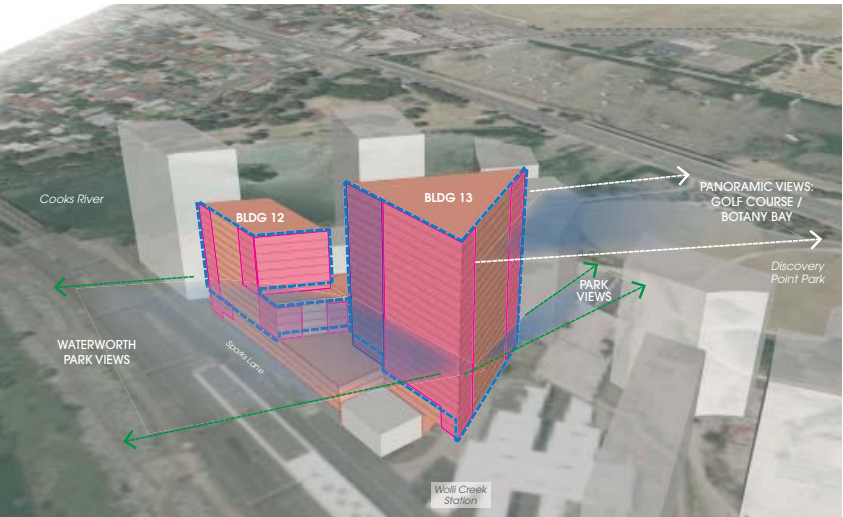 Cooks River
BLDG 12
BLDG 13
PANORAMIC VIEWS:
GOLF COURSE /
BOTANY BAY
Discovery
Point Park
PARK
VIEWS
WATERWORTH
PARK VIEWS
Sparks Lane
Wolli Creek
Station